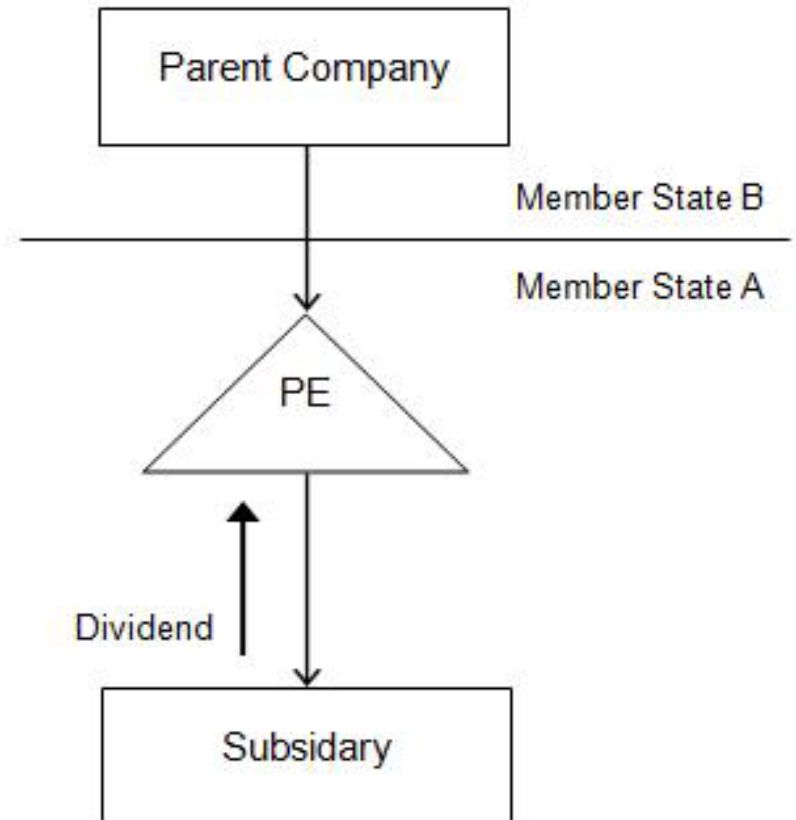 Parent Company
Member State B
Member State A
PE
Dividend
Subsidary